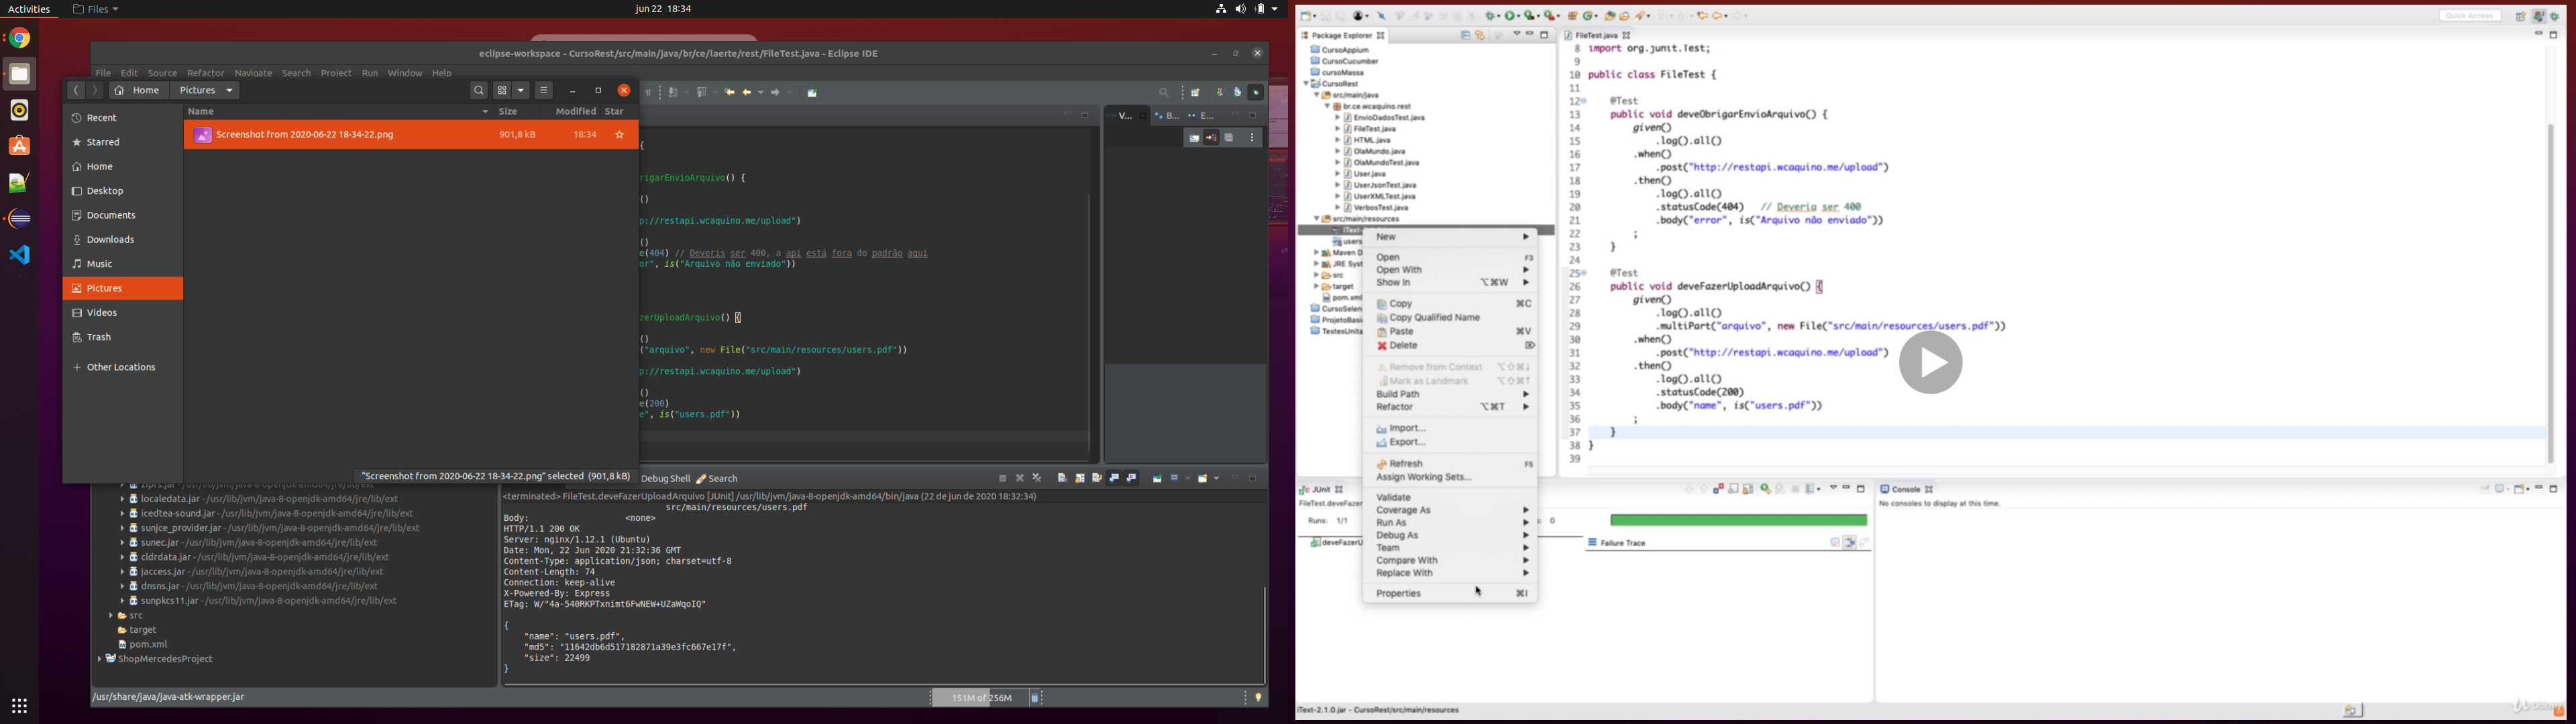 Activities
Files
jun 22 18:34
eclipse-workspace - CursoRest/src/main/java/br/ce/laerte/rest/FileTest.java - Eclipse IDE
File Edit Source Refactor Navigate Search Project Run Window Help
Home
Pictures
Name Size Modified Star
Screenshot from 2020-06-22 18-34-22.png 901,8 kB 18:34
Recent
Starred
Home
Desktop
Documents
Downloads
Music
Pictures
Videos
Trash
+ Other Locations
"Screenshot from 2020-06-22 18-34-22.png" selected (901,8 kB)
V...
B...
E...
{
rigarEnvioArquivo() {
()
p://restapi.wcaquino.me/upload")
()
e(404) // Deveris ser 400, a api está fora do padrão aqui
or", is("Arquivo não enviado"))
zerUploadArquivo() {
()
("arquivo", new File("src/main/resources/users.pdf"))
p://restapi.wcaquino.me/upload")
()
e(200)
e", is("users.pdf"))
localedata.jar - /usr/lib/jvm/java-8-openjdk-amd64/jre/lib/ext
icedtea-sound.jar - /usr/lib/jvm/java-8-openjdk-amd64/jre/lib/ext
sunjce_provider.jar - /usr/lib/jvm/java-8-openjdk-amd64/jre/lib/ext
sunec.jar - /usr/lib/jvm/java-8-openjdk-amd64/jre/lib/ext
cldrdata.jar - /usr/lib/jvm/java-8-openjdk-amd64/jre/lib/ext
jaccess.jar - /usr/lib/jvm/java-8-openjdk-amd64/jre/lib/ext
dnsns.jar - /usr/lib/jvm/java-8-openjdk-amd64/jre/lib/ext
sunpkcs11.jar - /usr/lib/jvm/java-8-openjdk-amd64/jre/lib/ext
src
target
pom.xml
ShopMercedesProject
Debug Shell Search
<terminated> FileTest.deveFazerUploadArquivo [JUnit] /usr/lib/jvm/java-8-openjdk-amd64/bin/java (22 de jun de 2020 18:32:34)
src/main/resources/users.pdf
Body: <none>
HTTP/1.1 200 OK
Server: nginx/1.12.1 (Ubuntu)
Date: Mon, 22 Jun 2020 21:32:36 GMT
Content-Type: application/json; charset=utf-8
Content-Length: 74
Connection: keep-alive
X-Powered-By: Express
ETag: W/"4a-540RKPTxnimt6FwNEW+UZaWqoIQ"
{
"name": "users.pdf",
"md5": "11642db6d517182871a39e3fc667e17f",
"size": 22499
}
/usr/share/java/java-atk-wrapper.jar
151M of 256M
Quick Access
Package Explorer
CursoAppium
CursoCucumber
cursoMassa
CursoRest
src/main/java
br.ce.wcaquino.rest
EnvioDadosTest.java
FileTest.java
HTML.java
OlaMundo.java
OlaMundoTest.java
User.java
UserJsonTest.java
UserXMLTest.java
VerbosTest.java
src/main/resources
iText-
users
Maven D
JRE Syst
src
target
pom.xml
CursoSelen
ProjetoBasi
TestesUnita
New
Open F3
Open With
Show In ⌥⌘W
Copy ⌘C
Copy Qualified Name
Paste ⌘V
Delete ⌦
Remove from Context ⌥⇧⌘↓
Mark as Landmark ⌥⇧⌘↑
Build Path
Refactor ⌥⌘T
Import...
Export...
Refresh F5
Assign Working Sets...
Validate
Coverage As
Run As
Debug As
Team
Compare With
Replace With
Properties ⌘I
FileTest.java
8 import org.junit.Test;
9
10 public class FileTest {
11
12 @Test
13 public void deveObrigarEnvioArquivo() {
14 given()
15 .log().all()
16 .when()
17 .post("http://restapi.wcaquino.me/upload")
18 .then()
19 .log().all()
20 .statusCode(404) // Deveria ser 400
21 .body("error", is("Arquivo não enviado"))
22 ;
23 }
24
25 @Test
26 public void deveFazerUploadArquivo() {
27 given()
28 .log().all()
29 .multiPart("arquivo", new File("src/main/resources/users.pdf"))
30 .when()
31 .post("http://restapi.wcaquino.me/upload")
32 .then()
33 .log().all()
34 .statusCode(200)
35 .body("name", is("users.pdf"))
36 ;
37 }
38 }
39
JUnit
FileTest.deveFazer
Runs: 1/1
0
deveFazerU
Failure Trace
Console
No consoles to display at this time.
iText-2.1.0.jar - CursoRest/src/main/resources